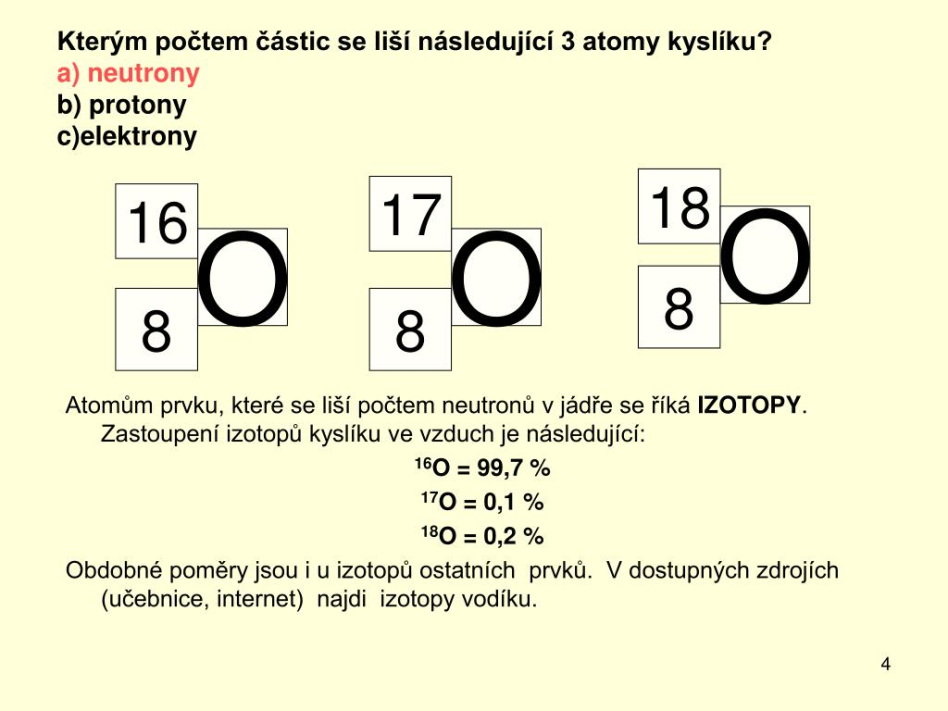 Kterým počtem částic se liší následující 3 atomy kyslíku?
a) neutrony
b) protony
c)elektrony
16
8
O
17
8
O
18
8
O
Atomům prvku, které se liší počtem neutronů v jádře se říká IZOTOPY.
Zastoupení izotopů kyslíku ve vzduch je následující:
¹⁶O = 99,7 %
¹⁷O = 0,1 %
¹⁸O = 0,2 %
Obdobné poměry jsou i u izotopů ostatních prvků. V dostupných zdrojích
(učebnice, internet) najdi izotopy vodíku.
4